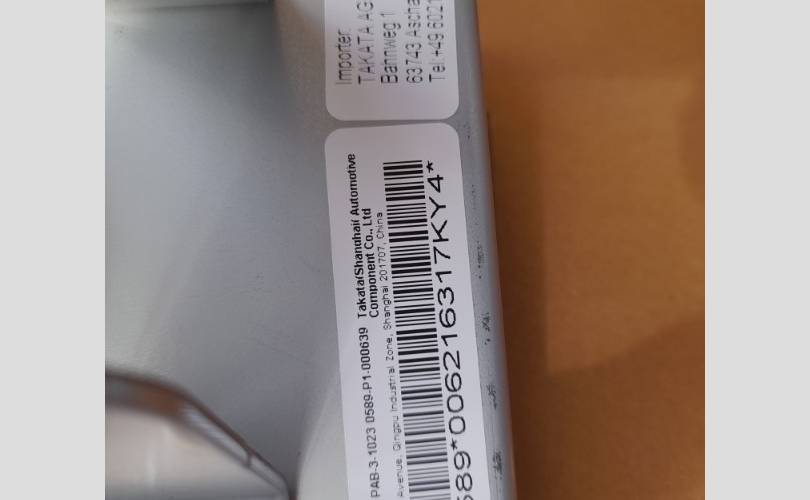 Importer:
TAKATA AG
Bahnweg 1
63743 Ascha
Tel:+49 6021
PAB-3-1023 0589-P1-000639 Takata(Shanghai) Automotive
Component Co., Ltd
Avenue, Qingpu Industrial Zone, Shanghai 201707, China
589*006216317KY4*